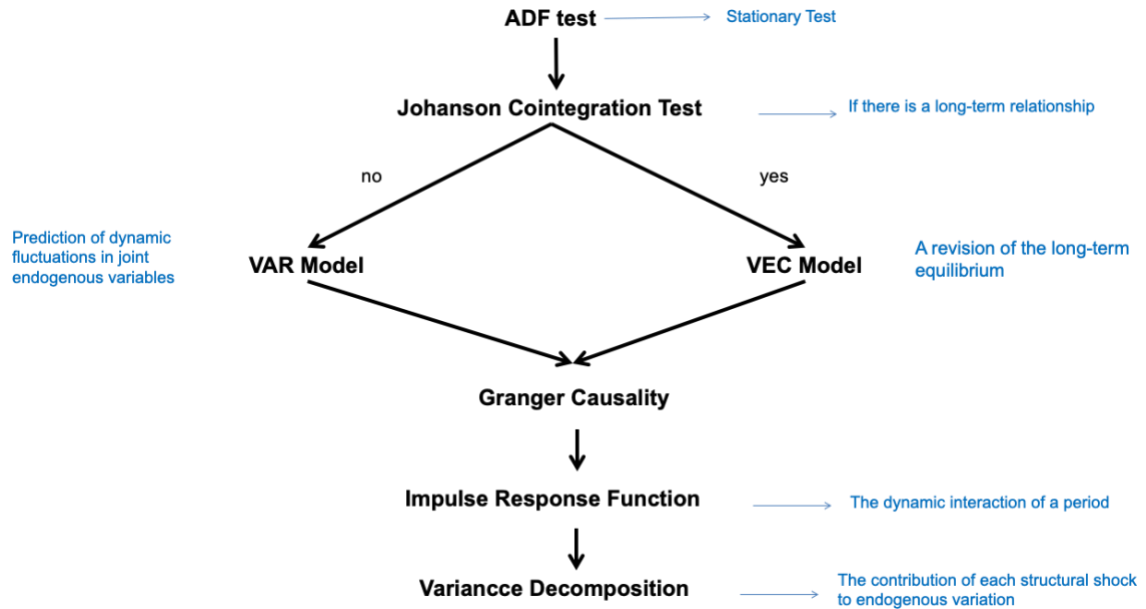 ADF test
Stationary Test
Johanson Cointegration Test
If there is a long-term relationship
no
yes
Prediction of dynamic
fluctuations in joint
endogenous variables
VAR Model
VEC Model
A revision of the long-term
equilibrium
Granger Causality
Impulse Response Function
The dynamic interaction of a period
Variancce Decomposition
The contribution of each structural shock
to endogenous variation